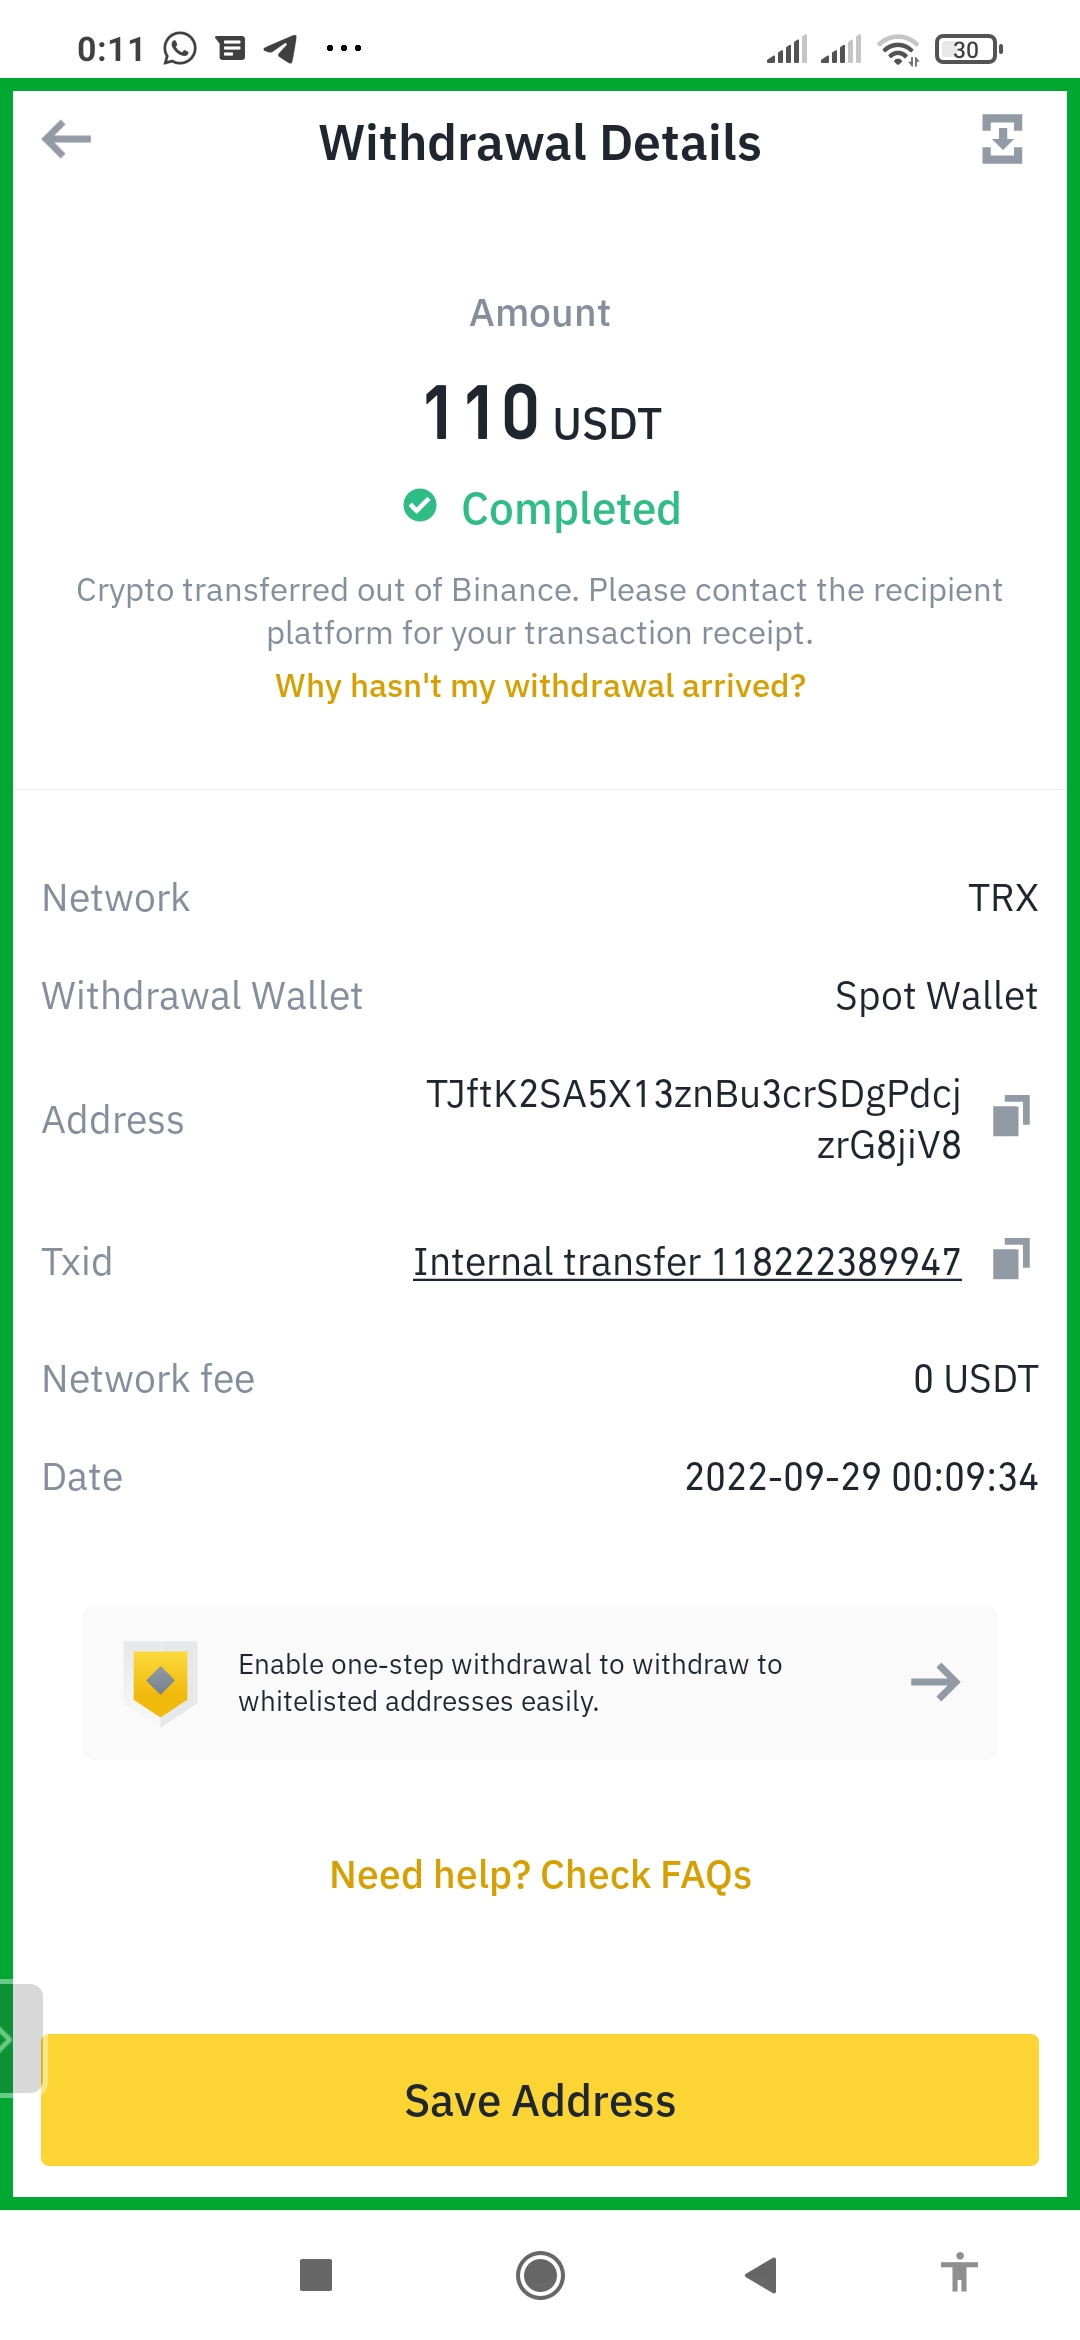 0:11
30
Withdrawal Details
Amount
110 USDT
Completed
Crypto transferred out of Binance. Please contact the recipient
platform for your transaction receipt.
Why hasn't my withdrawal arrived?
Network TRX
Withdrawal Wallet Spot Wallet
Address TJftK2SA5X13znBu3crSDgPdcj
zrG8jiV8
Txid Internal transfer 118222389947
Network fee 0 USDT
Date 2022-09-29 00:09:34
Enable one-step withdrawal to withdraw to
whitelisted addresses easily.
Need help? Check FAQs
Save Address